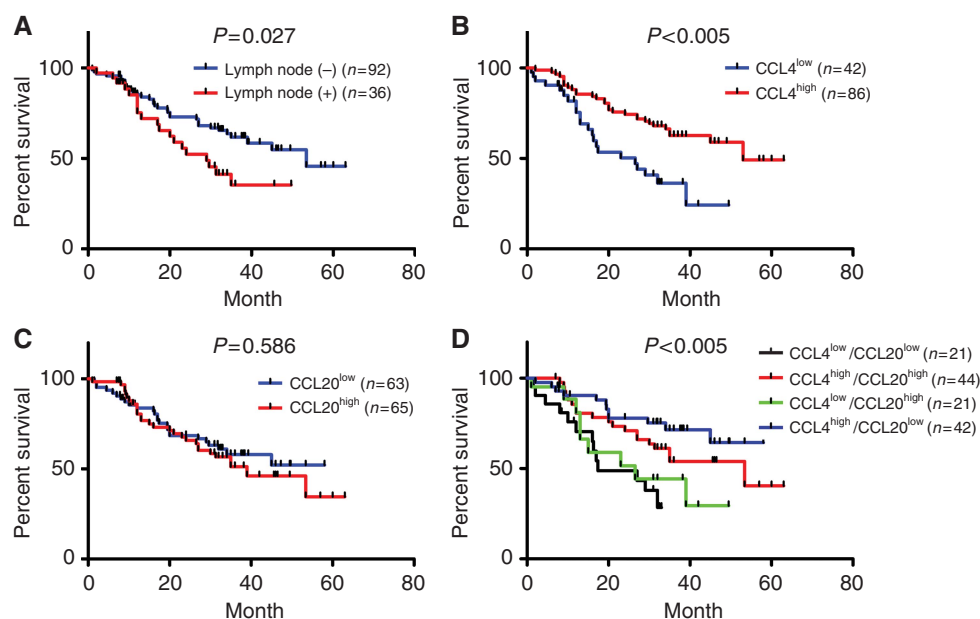 A
P=0.027
Percent survival
100
50
0
Lymph node (–) (n=92)
Lymph node (+) (n=36)
0 20 40 60 80
Month
B
P<0.005
Percent survival
100
50
0
CCL4low (n=42)
CCL4high (n=86)
0 20 40 60 80
Month
C
P=0.586
Percent survival
100
50
0
CCL20low (n=63)
CCL20high (n=65)
0 20 40 60 80
Month
D
P<0.005
Percent survival
100
50
0
CCL4low/CCL20low (n=21)
CCL4high/CCL20high (n=44)
CCL4low/CCL20high (n=21)
CCL4high/CCL20low (n=42)
0 20 40 60 80
Month